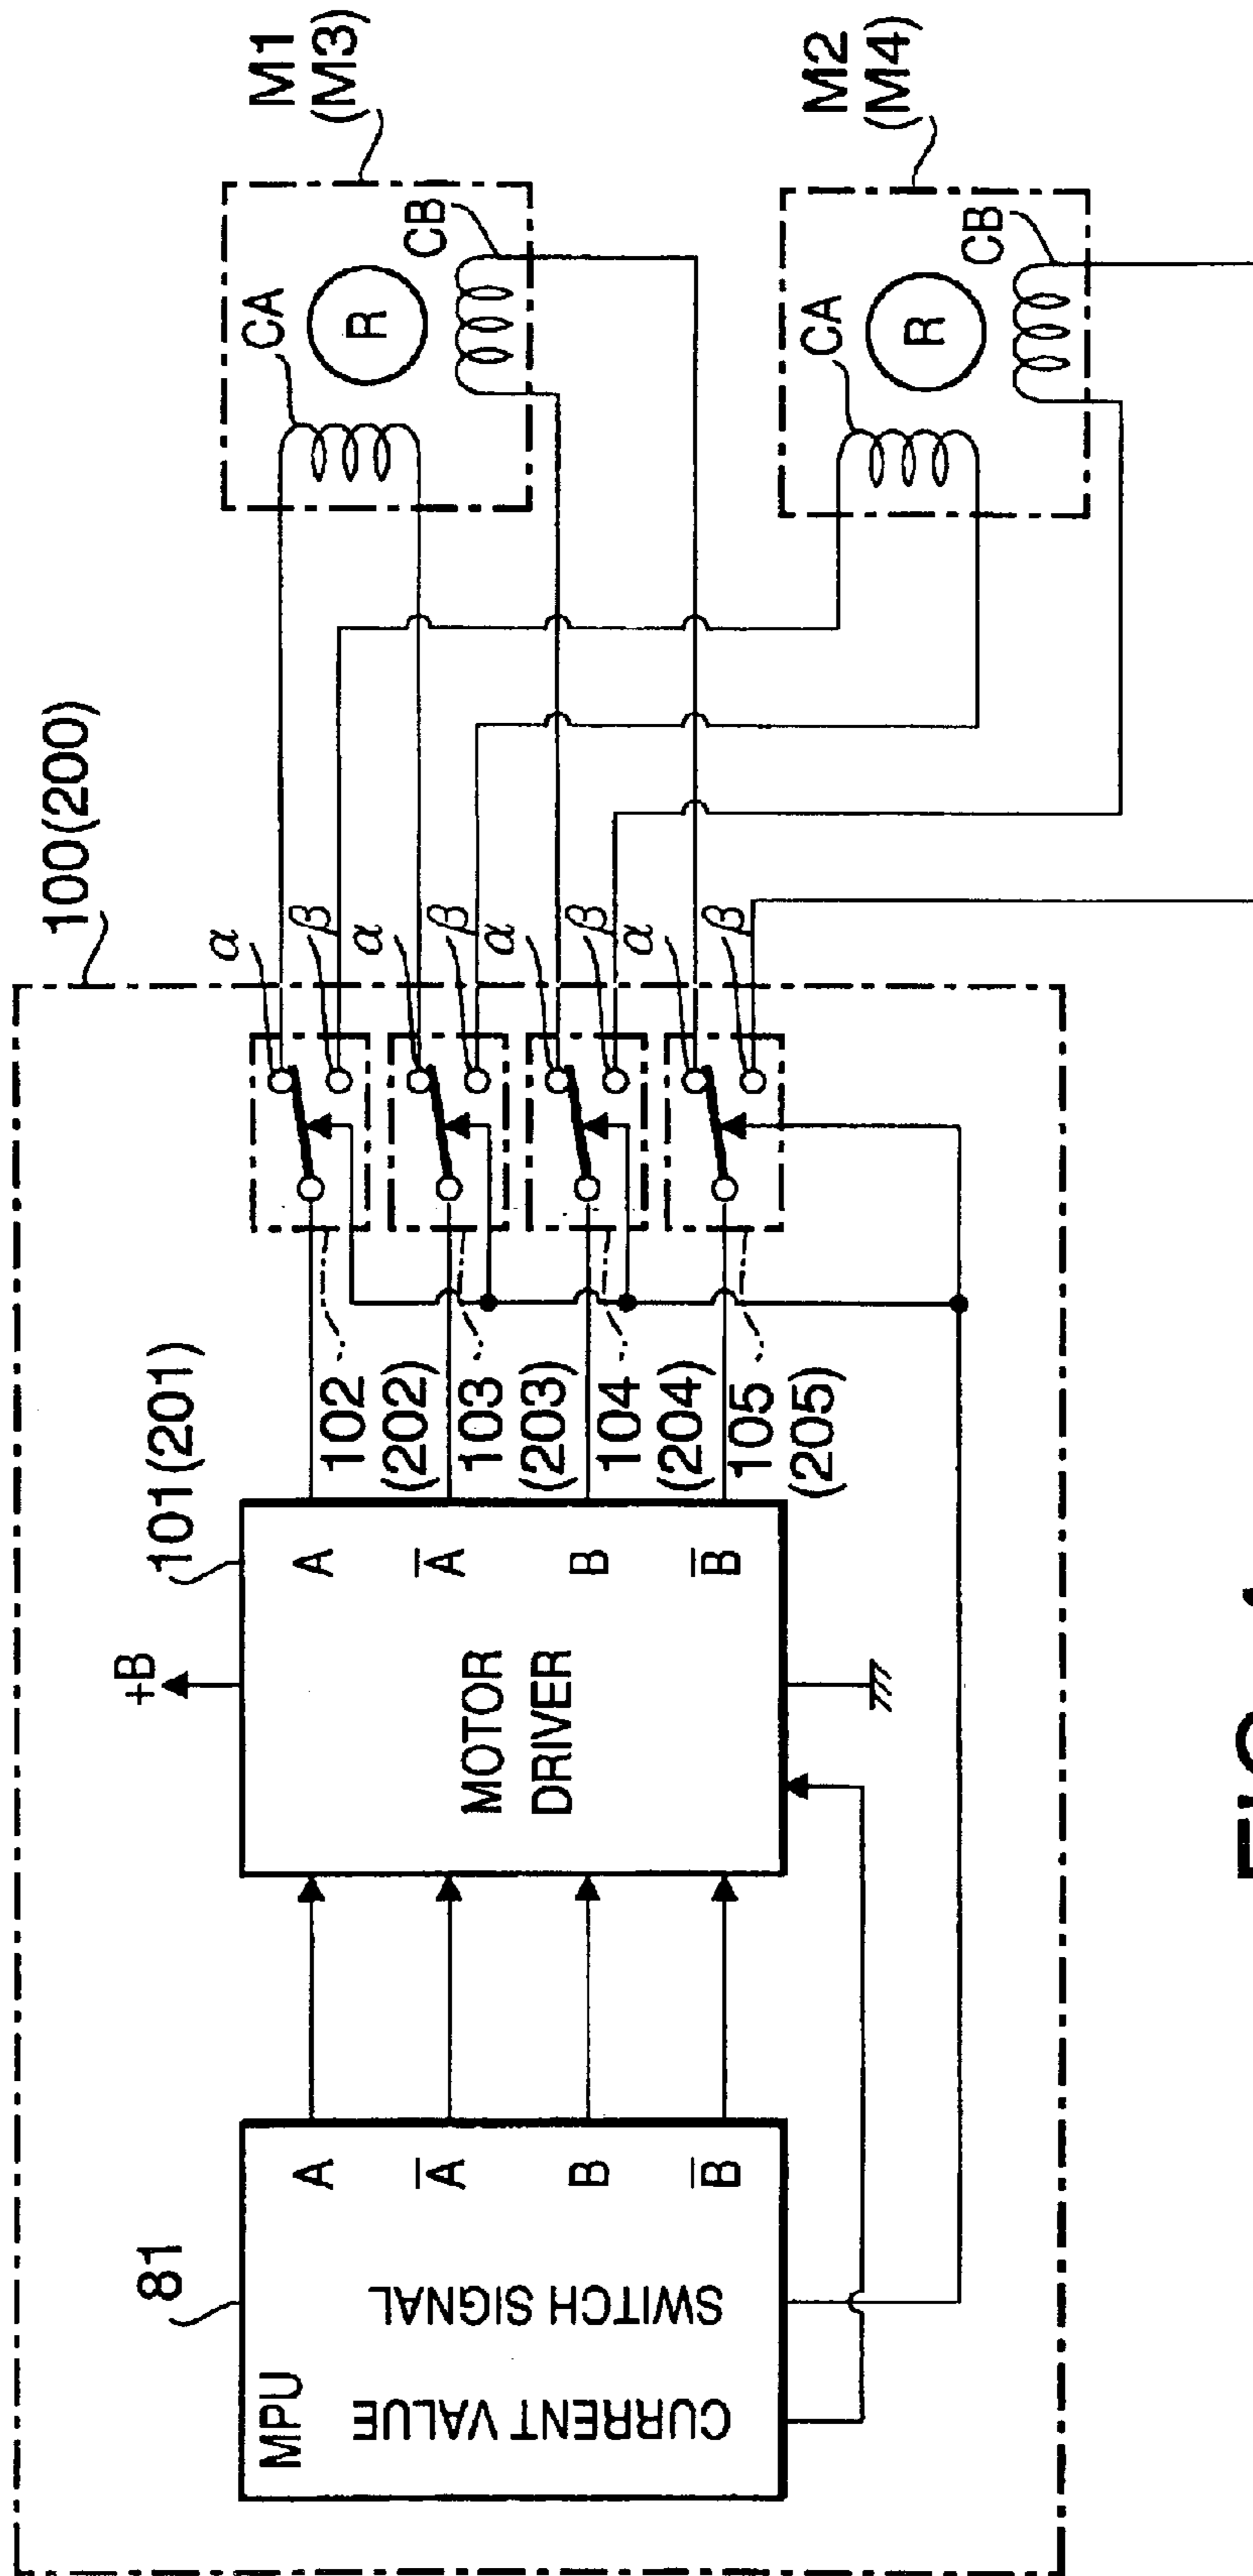 100(200)
M1
(M3)
M2
(M4)
81
MPU
CURRENT VALUE
SWITCH SIGNAL
A
A̅
B
B̅
+B
101(201)
MOTOR
DRIVER
A
A̅
B
B̅
102
(202)
103
(203)
104
(204)
105
(205)
α
β
α
β
α
β
α
β
CA
R
CB
CA
R
CB